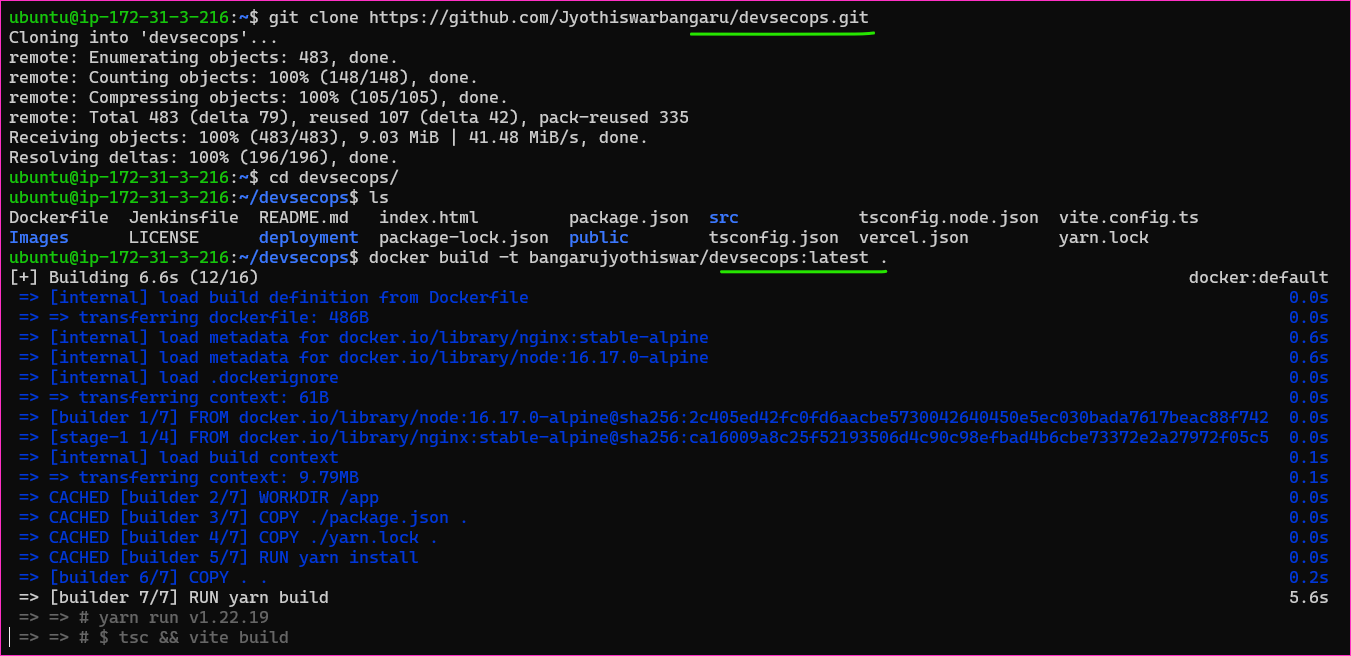 ubuntu@ip-172-31-3-216:~$ git clone https://github.com/Jyothiswarbangaru/devsecops.git
Cloning into 'devsecops'...
remote: Enumerating objects: 483, done.
remote: Counting objects: 100% (148/148), done.
remote: Compressing objects: 100% (105/105), done.
remote: Total 483 (delta 79), reused 107 (delta 42), pack-reused 335
Receiving objects: 100% (483/483), 9.03 MiB | 41.48 MiB/s, done.
Resolving deltas: 100% (196/196), done.
ubuntu@ip-172-31-3-216:~$ cd devsecops/
ubuntu@ip-172-31-3-216:~/devsecops$ ls
Dockerfile  Jenkinsfile  README.md   index.html         package.json  src            tsconfig.node.json  vite.config.ts
Images      LICENSE      deployment  package-lock.json  public        tsconfig.json  vercel.json         yarn.lock
ubuntu@ip-172-31-3-216:~/devsecops$ docker build -t bangarujyothiswar/devsecops:latest .
[+] Building 6.6s (12/16) docker:default
=> [internal] load build definition from Dockerfile 0.0s
=> => transferring dockerfile: 486B 0.0s
=> [internal] load metadata for docker.io/library/nginx:stable-alpine 0.6s
=> [internal] load metadata for docker.io/library/node:16.17.0-alpine 0.6s
=> [internal] load .dockerignore 0.0s
=> => transferring context: 61B 0.0s
=> [builder 1/7] FROM docker.io/library/node:16.17.0-alpine@sha256:2c405ed42fc0fd6aacbe5730042640450e5ec030bada7617beac88f742 0.0s
=> [stage-1 1/4] FROM docker.io/library/nginx:stable-alpine@sha256:ca16009a8c25f52193506d4c90c98efbad4b6cbe73372e2a27972f05c5 0.0s
=> [internal] load build context 0.1s
=> => transferring context: 9.79MB 0.1s
=> CACHED [builder 2/7] WORKDIR /app 0.0s
=> CACHED [builder 3/7] COPY ./package.json . 0.0s
=> CACHED [builder 4/7] COPY ./yarn.lock . 0.0s
=> CACHED [builder 5/7] RUN yarn install 0.0s
=> [builder 6/7] COPY . . 0.2s
=> [builder 7/7] RUN yarn build 5.6s
=> => # yarn run v1.22.19
=> => # $ tsc && vite build